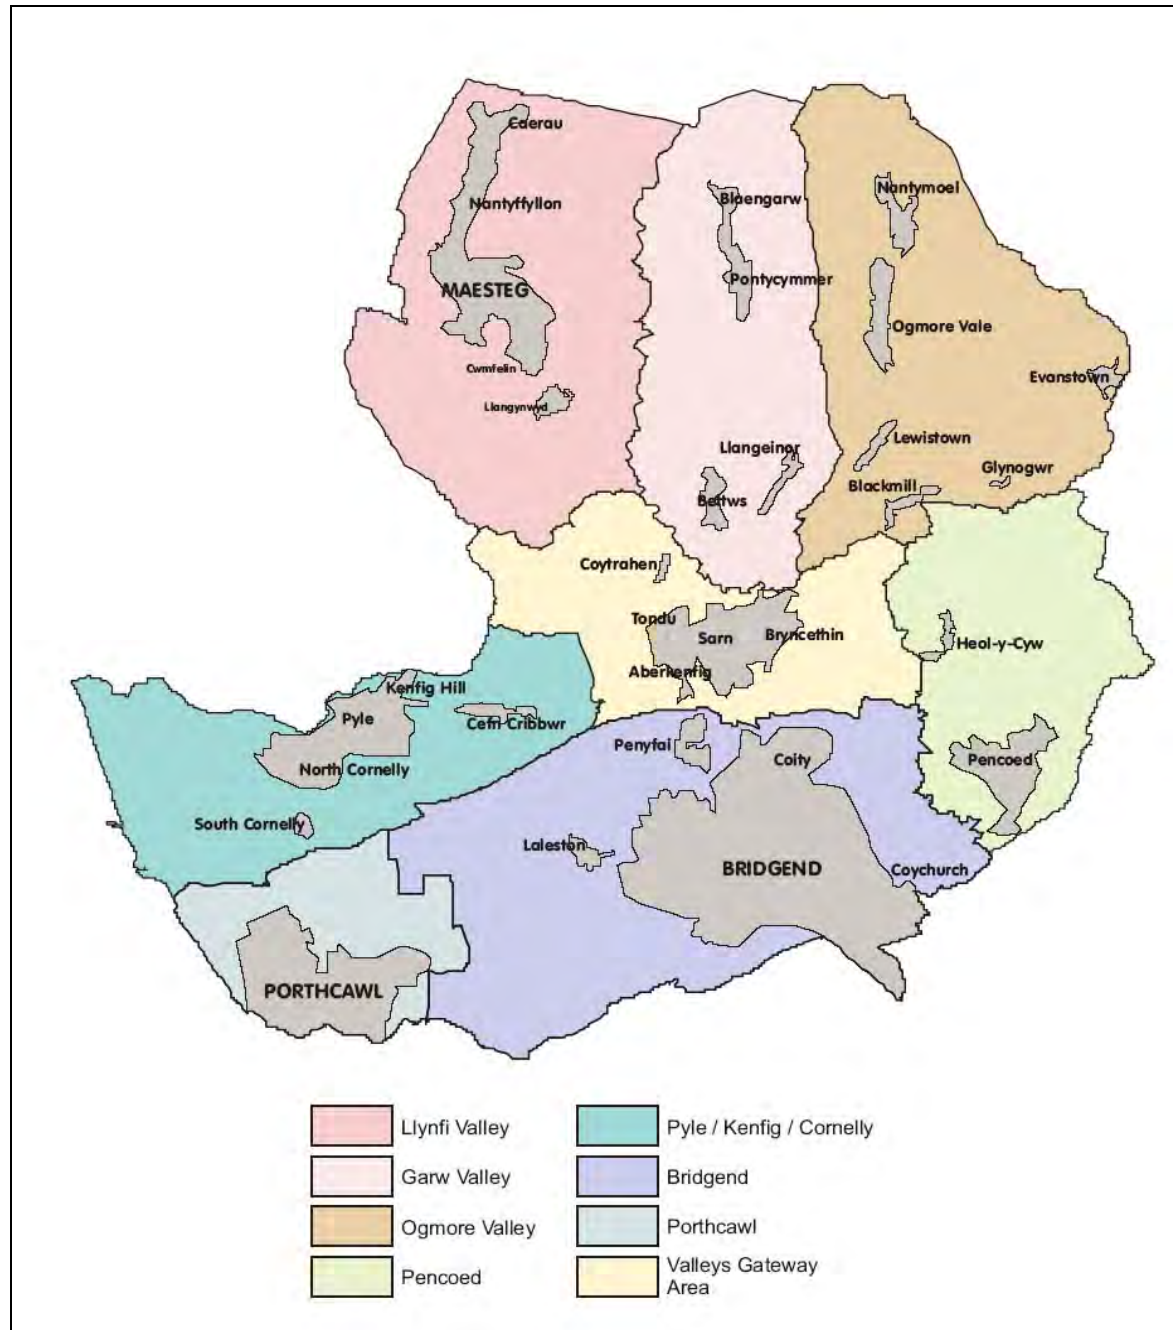 Caerau
Nantyffyllon
MAESTEG
Cwmfelin
Llangynwyd
Blaengarw
Pontycymmer
Llangeinor
Bettws
Nantymoel
Ogmore Vale
Evanstown
Lewistown
Glynogwr
Blackmill
Coytrahen
Tondu
Sarn
Bryncethin
Aberkenfig
Heol-y-Cyw
Pencoed
Kenfig Hill
Pyle
Cefn Cribbwr
North Cornelly
South Cornelly
Penyfai
Coity
Laleston
BRIDGEND
Coychurch
PORTHCAWL
Llynfi Valley
Garw Valley
Ogmore Valley
Pencoed
Pyle / Kenfig / Cornelly
Bridgend
Porthcawl
Valleys Gateway
Area